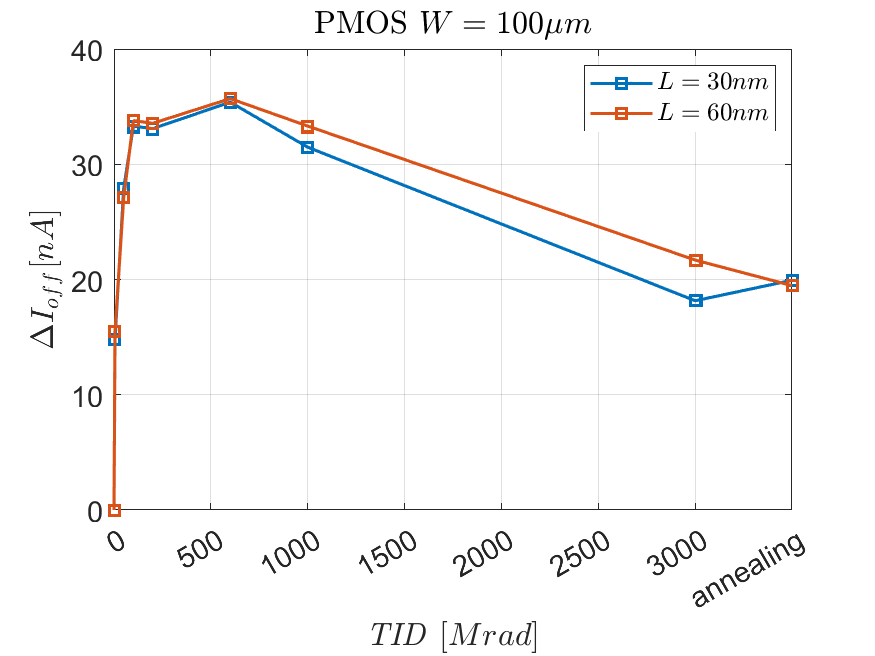 PMOS W = 100μm
40
30
20
10
0
ΔI_off [nA]
L = 30nm
L = 60nm
0
500
1000
1500
2000
2500
3000
annealing
TID [Mrad]